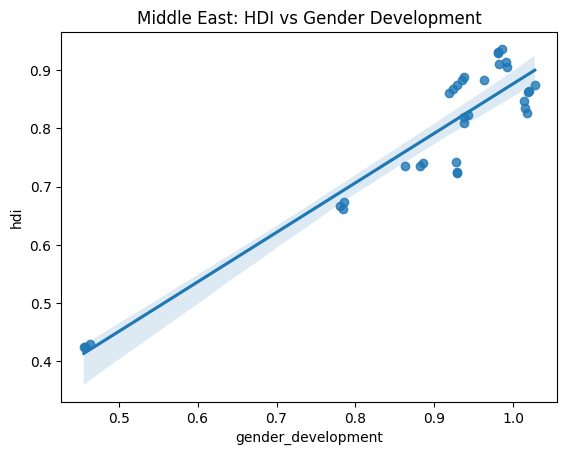 Middle East: HDI vs Gender Development
hdi
0.9
0.8
0.7
0.6
0.5
0.4
0.5 0.6 0.7 0.8 0.9 1.0
gender_development